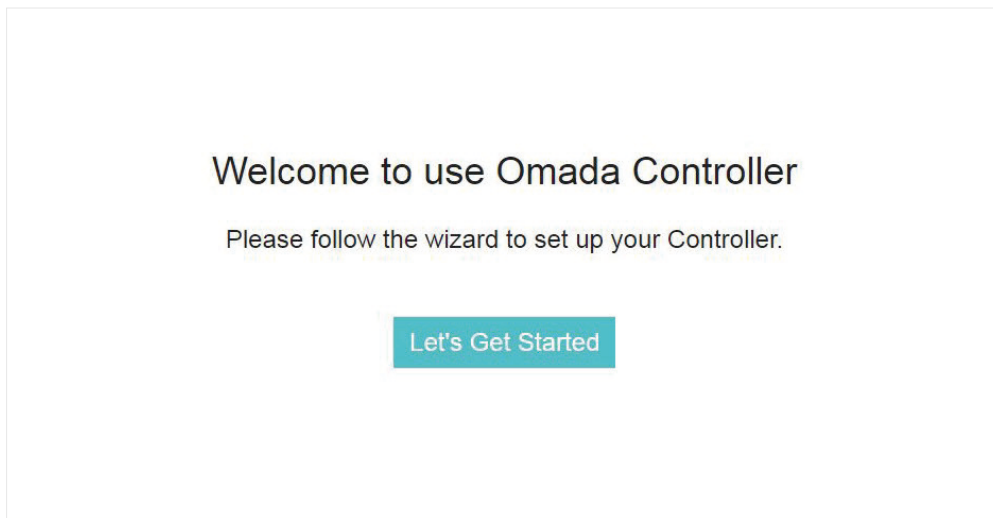 Welcome to use Omada Controller
Please follow the wizard to set up your Controller.
Let's Get Started